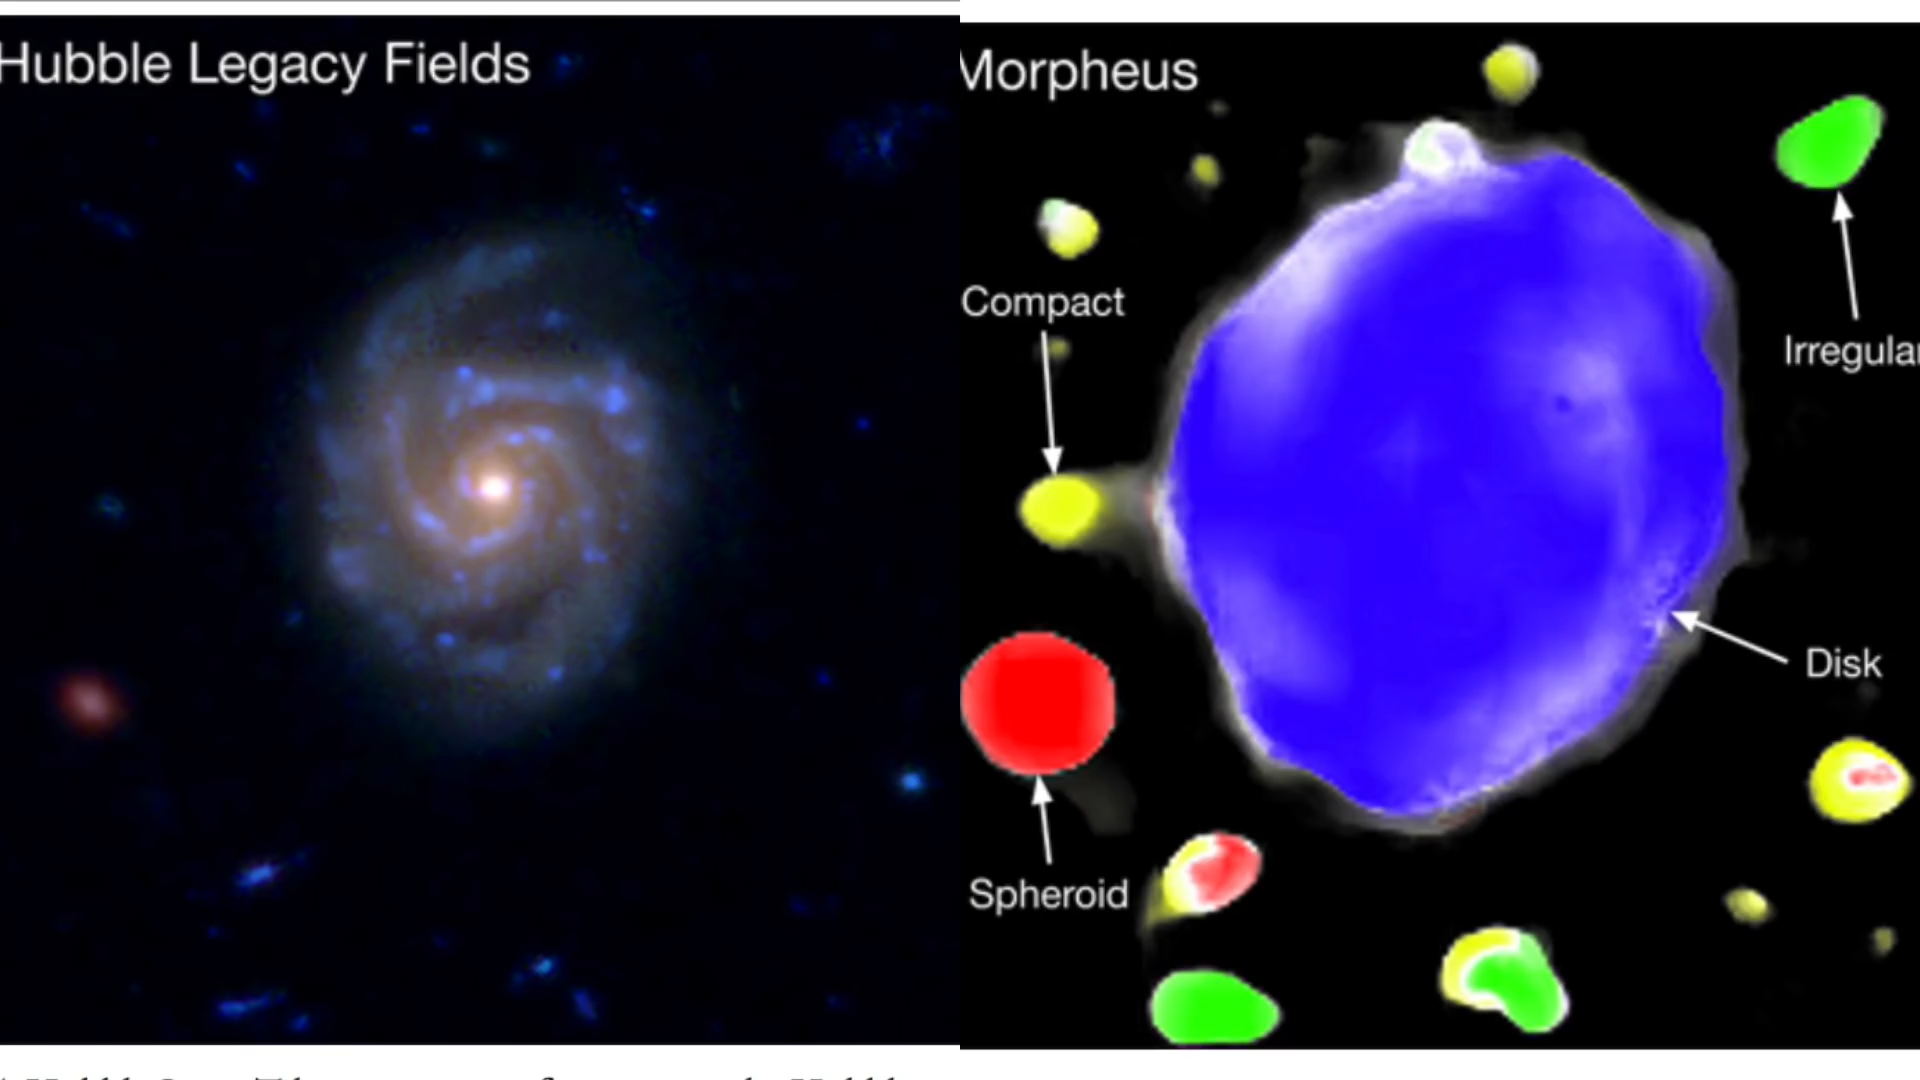 Hubble Legacy Fields
Morpheus
Compact
Irregular
Disk
Spheroid